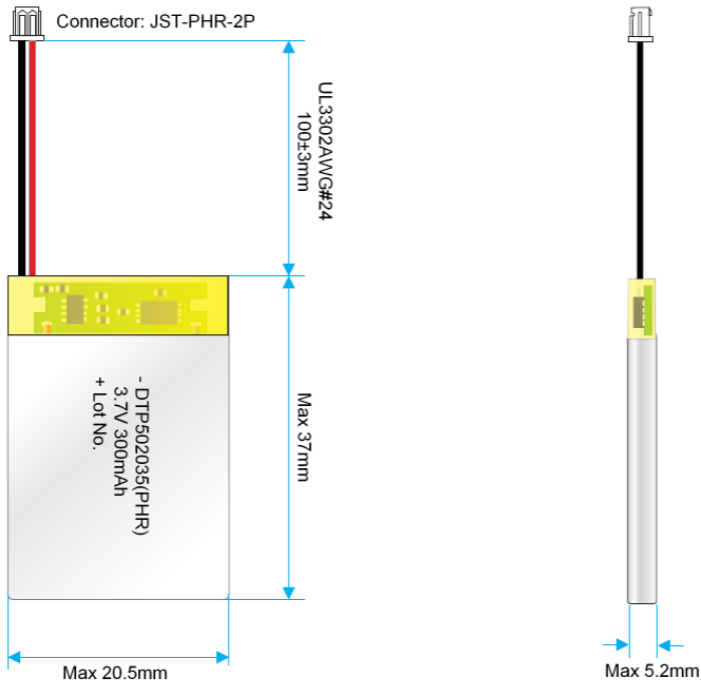 Connector: JST-PHR-2P
UL3302AWG#24
100±3mm
Max 37mm
- DTP502035(PHR)
3.7V 300mAh
+ Lot No.
Max 20.5mm
Max 5.2mm